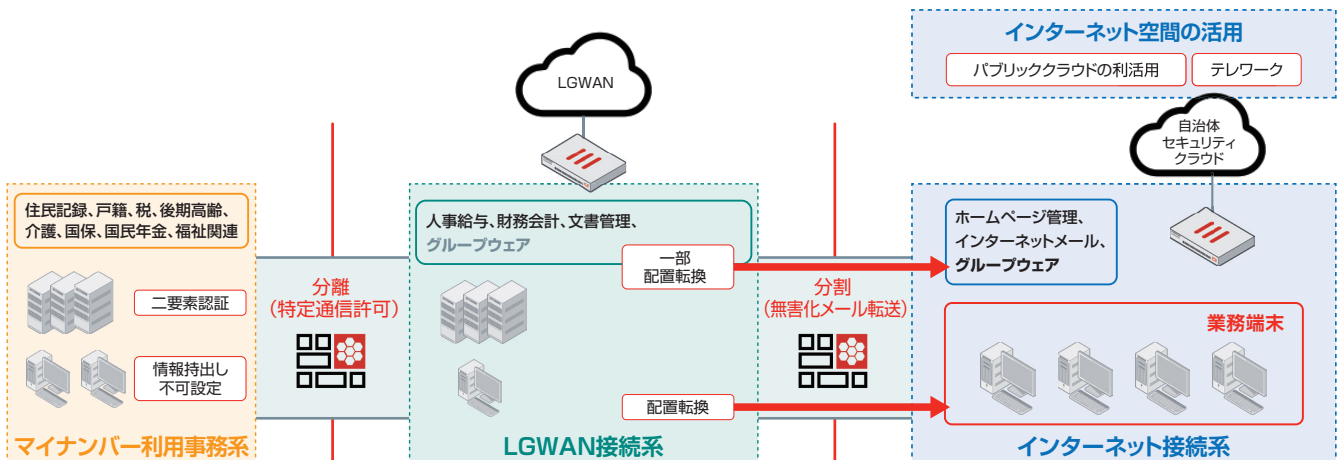 インターネット空間の活用
パブリッククラウドの利活用
テレワーク
LGWAN
自治体
セキュリティ
クラウド
住民記録、戸籍、税、後期高齢、
介護、国保、国民年金、福祉関連
二要素認証
情報持出し
不可設定
マイナンバー利用事務系
分離
(特定通信許可)
人事給与、財務会計、文書管理、
グループウェア
一部
配置転換
配置転換
LGWAN接続系
分割
(無害化メール転送)
ホームページ管理、
インターネットメール、
グループウェア
業務端末
インターネット接続系